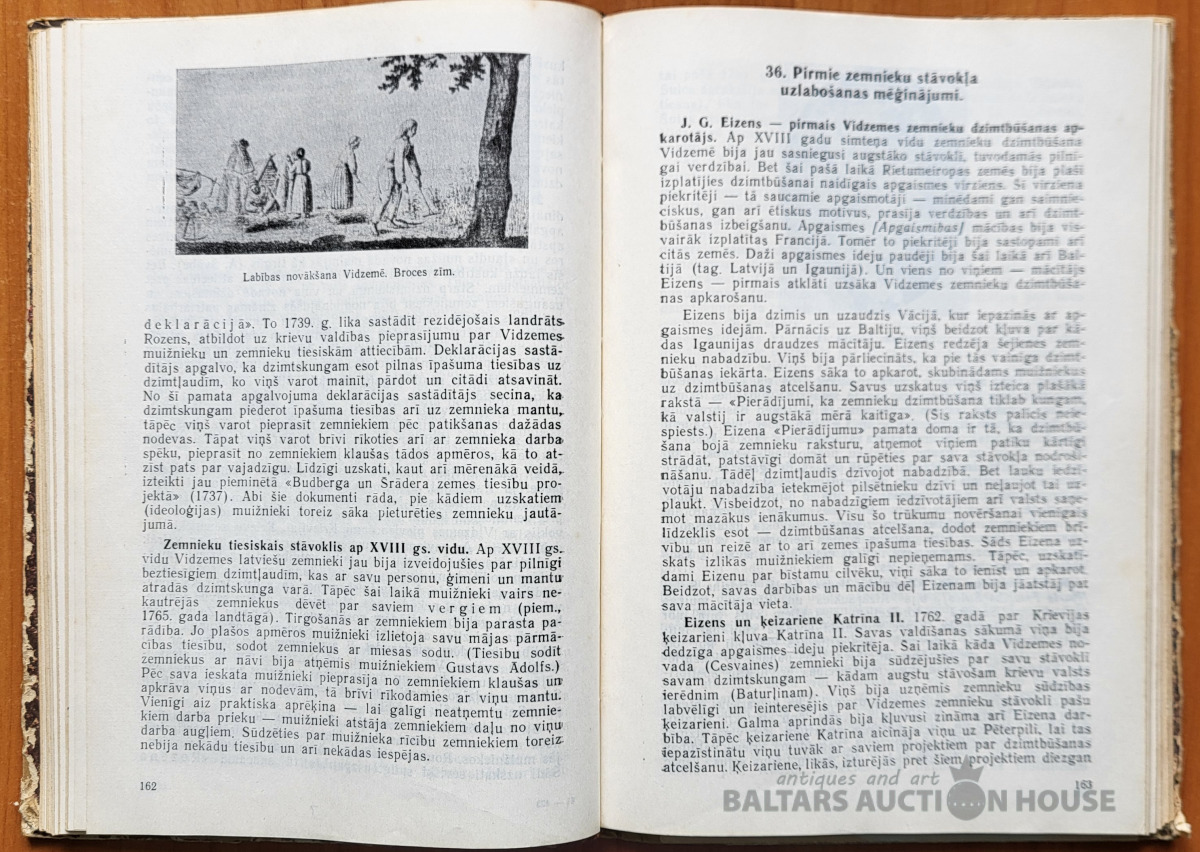 Labības novākšana Vidzemē. Broces zīm.
deklarācijā». To 1739. g. lika sastādīt rezidējošais landrāts
Rozens, atbildot uz krievu valdības pieprasījumu par Vidzemes
muižnieku un zemnieku tiesiskām attiecībām. Deklarācijas sastā-
dītājs apgalvo, ka dzimtskungam esot pilnas īpašuma tiesības uz
dzimtļaudīm, ko viņš varot mainīt, pārdot un citādi atsavināt.
No šī pamata apgalvojuma deklarācijas sastādītājs secina, ka
dzimtskungam piederot īpašuma tiesības arī uz zemnieka mantu,
tāpēc viņš varot pieprasīt zemniekiem pēc patikšanas dažādas
nodevas. Tāpat viņš varot brīvi rīkoties arī ar zemnieka darba
spēku, pieprasīt no zemniekiem klaušas tādos apmēros, kā to at-
zīst pats par vajadzīgu. Līdzīgi uzskati, kaut arī mērenākā veidā,
izteikti jau pieminētā «Budberga un Šrādera zemes tiesību pro-
jektā» (1737). Abi šie dokumenti rāda, pie kādiem uzskatiem
(ideoloģijas) muižnieki toreiz sāka pieturēties zemnieku jautā-
jumā.
Zemnieku tiesiskais stāvoklis ap XVIII gs. vidu. Ap XVIII gs.
vidu Vidzemes latviešu zemnieki jau bija izveidojušies par pilnīgi
beztiesīgiem dzimtļaudīm, kas ar savu personu, ģimeni un mantu
atradās dzimtskunga varā. Tāpēc šai laikā muižnieki vairs ne-
kautrējās zemniekus dēvēt par saviem vergiem (piem.,
1765. gada landtāgā). Tirgošanās ar zemniekiem bija parasta pa-
rādība. Jo plašos apmēros muižnieki izlietoja savu mājas pārmā-
cības tiesību, sodot zemniekus ar miesas sodu. (Tiesību sodīt
zemniekus ar nāvi bija atņēmis muižniekiem Gustavs Ādolfs.)
Pēc sava ieskata muižnieki pieprasīja no zemniekiem klaušas un
apkrāva viņus ar nodevām, tā brīvi rīkodamies ar viņu mantu.
Vienīgi aiz praktiska aprēķina — lai galīgi neatņemtu zemnie-
kiem darba prieku — muižnieki atstāja zemniekiem daļu no viņu
darba augļiem. Sūdzēties par muižnieka rīcību zemniekiem toreiz
nebija nekādu tiesību un arī nekādas iespējas.
162
36. Pirmie zemnieku stāvokļa
uzlabošanas mēģinājumi.
J. G. Eizens — pirmais Vidzemes zemnieku dzimtbūšanas ap-
karotājs. Ap XVIII gadu simteņa vidu zemnieku dzimtbūšana
Vidzemē bija jau sasniegusi augstāko stāvokli, tuvodamās pilnī-
gai verdzībai. Bet šai pašā laikā Rietumeiropas zemēs bija plaši
izplatījies dzimtbūšanai naidīgais apgaismes virziens. Šī virziena
piekritēji — tā saucamie apgaismotāji — minēdami gan saimnie-
ciskus, gan arī ētiskus motīvus, prasīja verdzības un arī dzimt-
būšanas izbeigšanu. Apgaismes [Apgaismības] mācības bija vis-
vairāk izplatītas Francijā. Tomēr to piekritēji bija sastopami arī
citās zemēs. Daži apgaismes ideju paudēji bija šai laikā arī Bal-
tijā (tag. Latvijā un Igaunijā). Un viens no viņiem — mācītājs
Eizens — pirmais atklāti uzsāka Vidzemes zemnieku dzimtbūša-
nas apkarošanu.
Eizens bija dzimis un uzaudzis Vācijā, kur iepazinās ar ap-
gaismes idejām. Pārnācis uz Baltiju, viņš beidzot kļuva par kā-
das Igaunijas draudzes mācītāju. Eizens redzēja šejienes zem-
nieku nabadzību. Viņš bija pārliecināts, ka pie tās vainīga dzimt-
būšanas iekārta. Eizens sāka to apkarot, skubinādams muižniekus
uz dzimtbūšanas atcelšanu. Savus uzskatus viņš izteica plašākā
rakstā — «Pierādījumi, ka zemnieku dzimtbūšana tiklab kungam,
kā valstij ir augstākā mērā kaitīga». (Šis raksts palicis neie-
spiests.). Eizena «Pierādījumu» pamata doma ir tā, ka dzimtbū-
šana bojā zemnieku raksturu, atņemot viņiem patiku kārtīgi
strādāt, patstāvīgi domāt un rūpēties par sava stāvokļa nodroši-
nāšanu. Tādēļ dzimtļaudis dzīvojot nabadzībā. Bet lauku iedzī-
votāju nabadzība ietekmējot pilsētnieku dzīvi un neļaujot tai uz-
plaukt. Visbeidzot, no nabadzīgiem iedzīvotājiem arī valsts saņe-
mot mazākus ienākumus. Visu šo trūkumu novēršanai vienīgais
līdzeklis esot — dzimtbūšanas atcelšana, dodot zemniekiem brī-
vību un reizē ar to arī zemes īpašuma tiesības. Šāds Eizena uz-
skats izlikās muižniekiem galīgi nepieņemams. Tāpēc, uzskatī-
dami Eizenu par bīstamu cilvēku, viņi sāka to ienīst un apkarot.
Beidzot, savas darbības un mācību dēļ Eizenam bija jāatstāj pat
sava mācītāja vieta.
Eizens un ķeizariene Katrīna II. 1762. gadā par Krievijas
ķeizarieni kļuva Katrīna II. Savas valdīšanas sākumā viņa bija
dedzīga apgaismes ideju piekritēja. Šai laikā kāda Vidzemes no-
vada (Cesvaines) zemnieki bija sūdzējušies par savu stāvokli
savam dzimtskungam — kādam augstu stāvošam krievu valsts
ierēdnim (Baturļinam). Viņš bija uzņēmis zemnieku sūdzības
labvēlīgi un ieinteresējis par Vidzemes zemnieku stāvokli pašu
ķeizarieni. Galma aprindās bija kļuvusi zināma arī Eizena dar-
bība. Tāpēc ķeizariene Katrīna aicināja viņu uz Pēterpili, lai tas
iepazīstinātu viņu tuvāk ar saviem projektiem par dzimtbūšanas
atcelšanu. Ķeizariene, likās, izturējās pret šiem projektiem diezgan
163
antiques and art
BALTARS AUCTION HOUSE